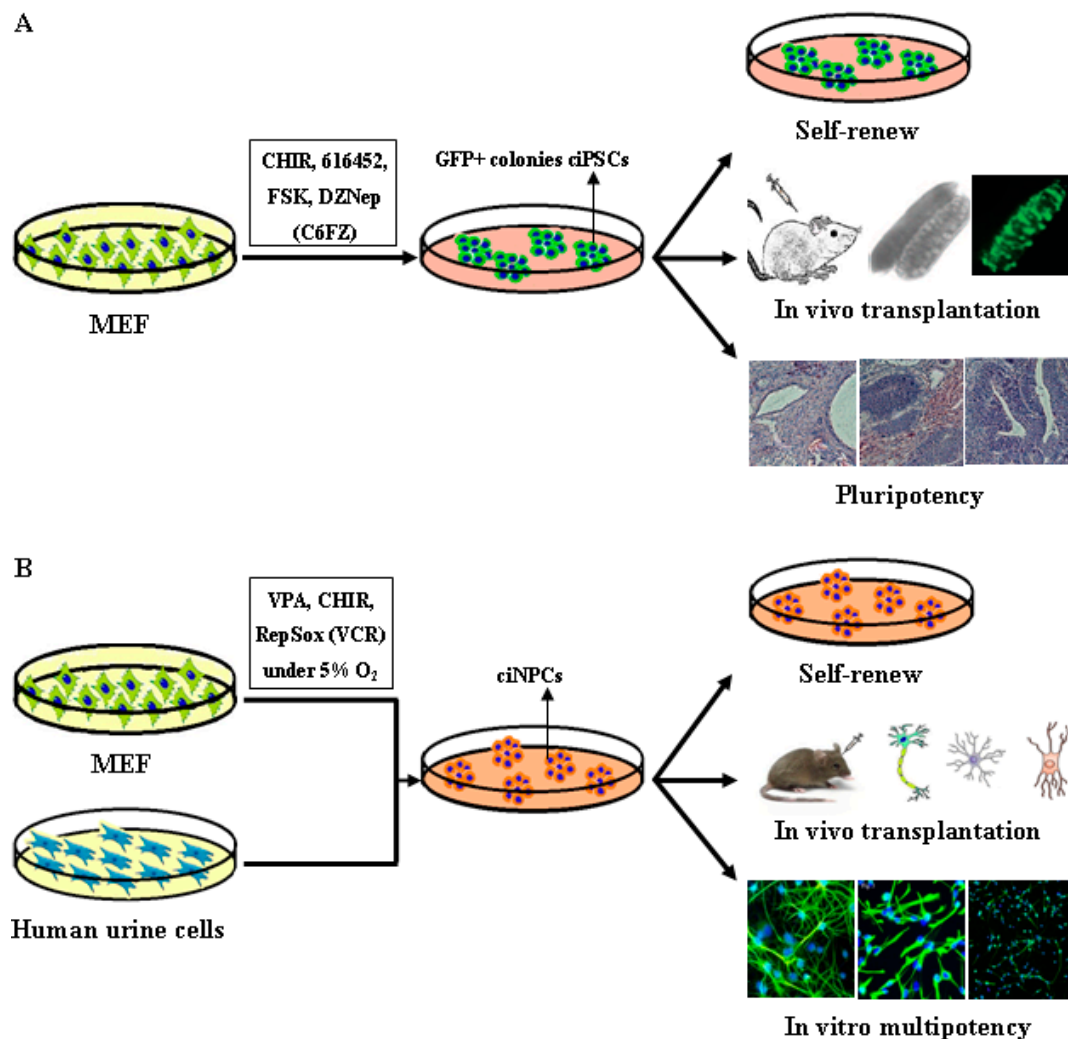 A
CHIR, 616452,
FSK, DZNep
(C6FZ)
MEF
GFP+ colonies ciPSCs
Self-renew
In vivo transplantation
Pluripotency
B
VPA, CHIR,
RepSox (VCR)
under 5% O₂
MEF
Human urine cells
ciNPCs
Self-renew
In vivo transplantation
In vitro multipotency